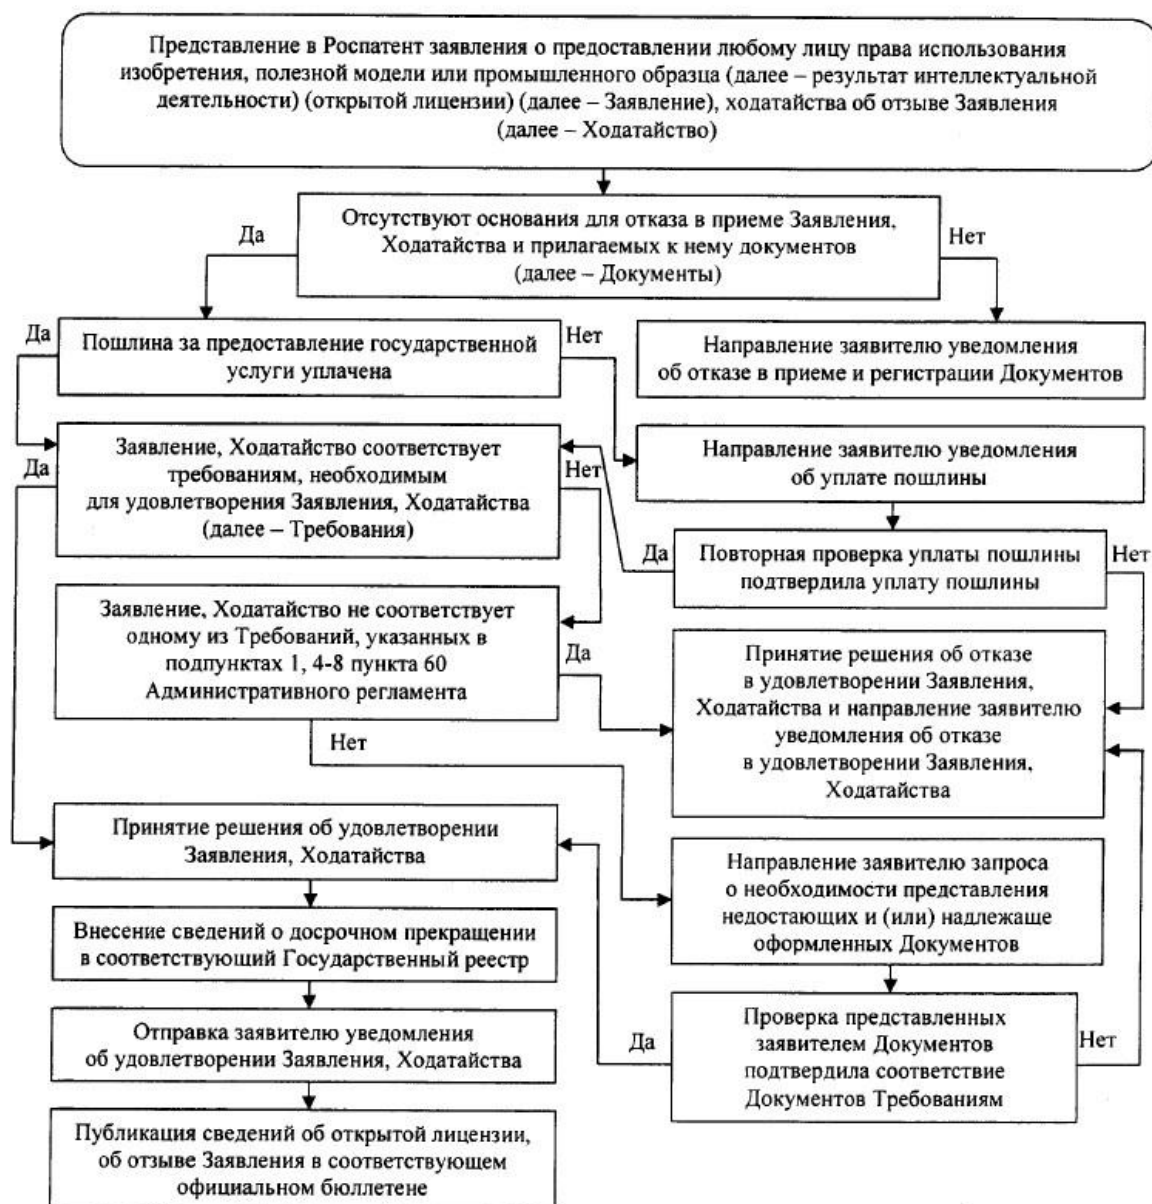 Представление в Роспатент заявления о предоставлении любому лицу права использования
изобретения, полезной модели или промышленного образца (далее – результат интеллектуальной
деятельности) (открытой лицензии) (далее – Заявление), ходатайства об отзыве Заявления
(далее – Ходатайство)
Отсутствуют основания для отказа в приеме Заявления,
Ходатайства и прилагаемых к нему документов
(далее – Документы)
Да
Нет
Да
Пошлина за предоставление государственной
услуги уплачена
Нет
Направление заявителю уведомления
об отказе в приеме и регистрации Документов
Да
Заявление, Ходатайство соответствует
требованиям, необходимым
для удовлетворения Заявления, Ходатайства
(далее – Требования)
Нет
Направление заявителю уведомления
об уплате пошлины
Да
Повторная проверка уплаты пошлины
подтвердила уплату пошлины
Нет
Заявление, Ходатайство не соответствует
одному из Требований, указанных в
подпунктах 1, 4-8 пункта 60
Административного регламента
Да
Нет
Принятие решения об отказе
в удовлетворении Заявления,
Ходатайства и направление заявителю
уведомления об отказе
в удовлетворении Заявления,
Ходатайства
Принятие решения об удовлетворении
Заявления, Ходатайства
Направление заявителю запроса
о необходимости представления
недостающих и (или) надлежаще
оформленных Документов
Внесение сведений о досрочном прекращении
в соответствующий Государственный реестр
Отправка заявителю уведомления
об удовлетворении Заявления, Ходатайства
Да
Проверка представленных
заявителем Документов
подтвердила соответствие
Документов Требованиям
Нет
Публикация сведений об открытой лицензии,
об отзыве Заявления в соответствующем
официальном бюллетене